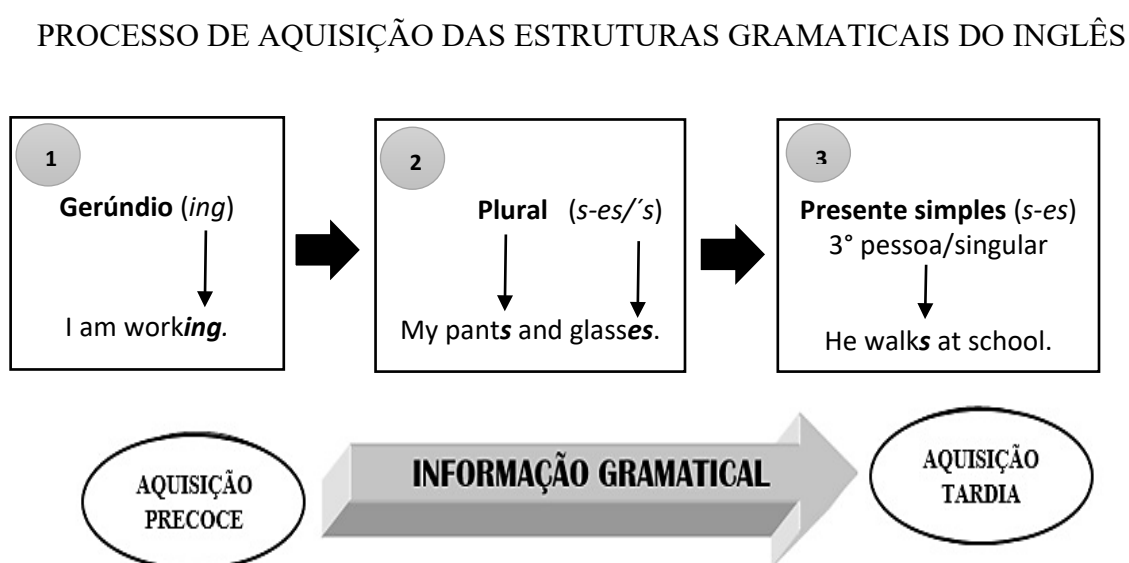 PROCESSO DE AQUISIÇÃO DAS ESTRUTURAS GRAMATICAIS DO INGLÊS
1
Gerúndio (ing)
I am working.
2
Plural (s-es/´s)
My pants and glasses.
3
Presente simples (s-es)
3° pessoa/singular
He walks at school.
AQUISIÇÃO
PRECOCE
INFORMAÇÃO GRAMATICAL
AQUISIÇÃO
TARDIA